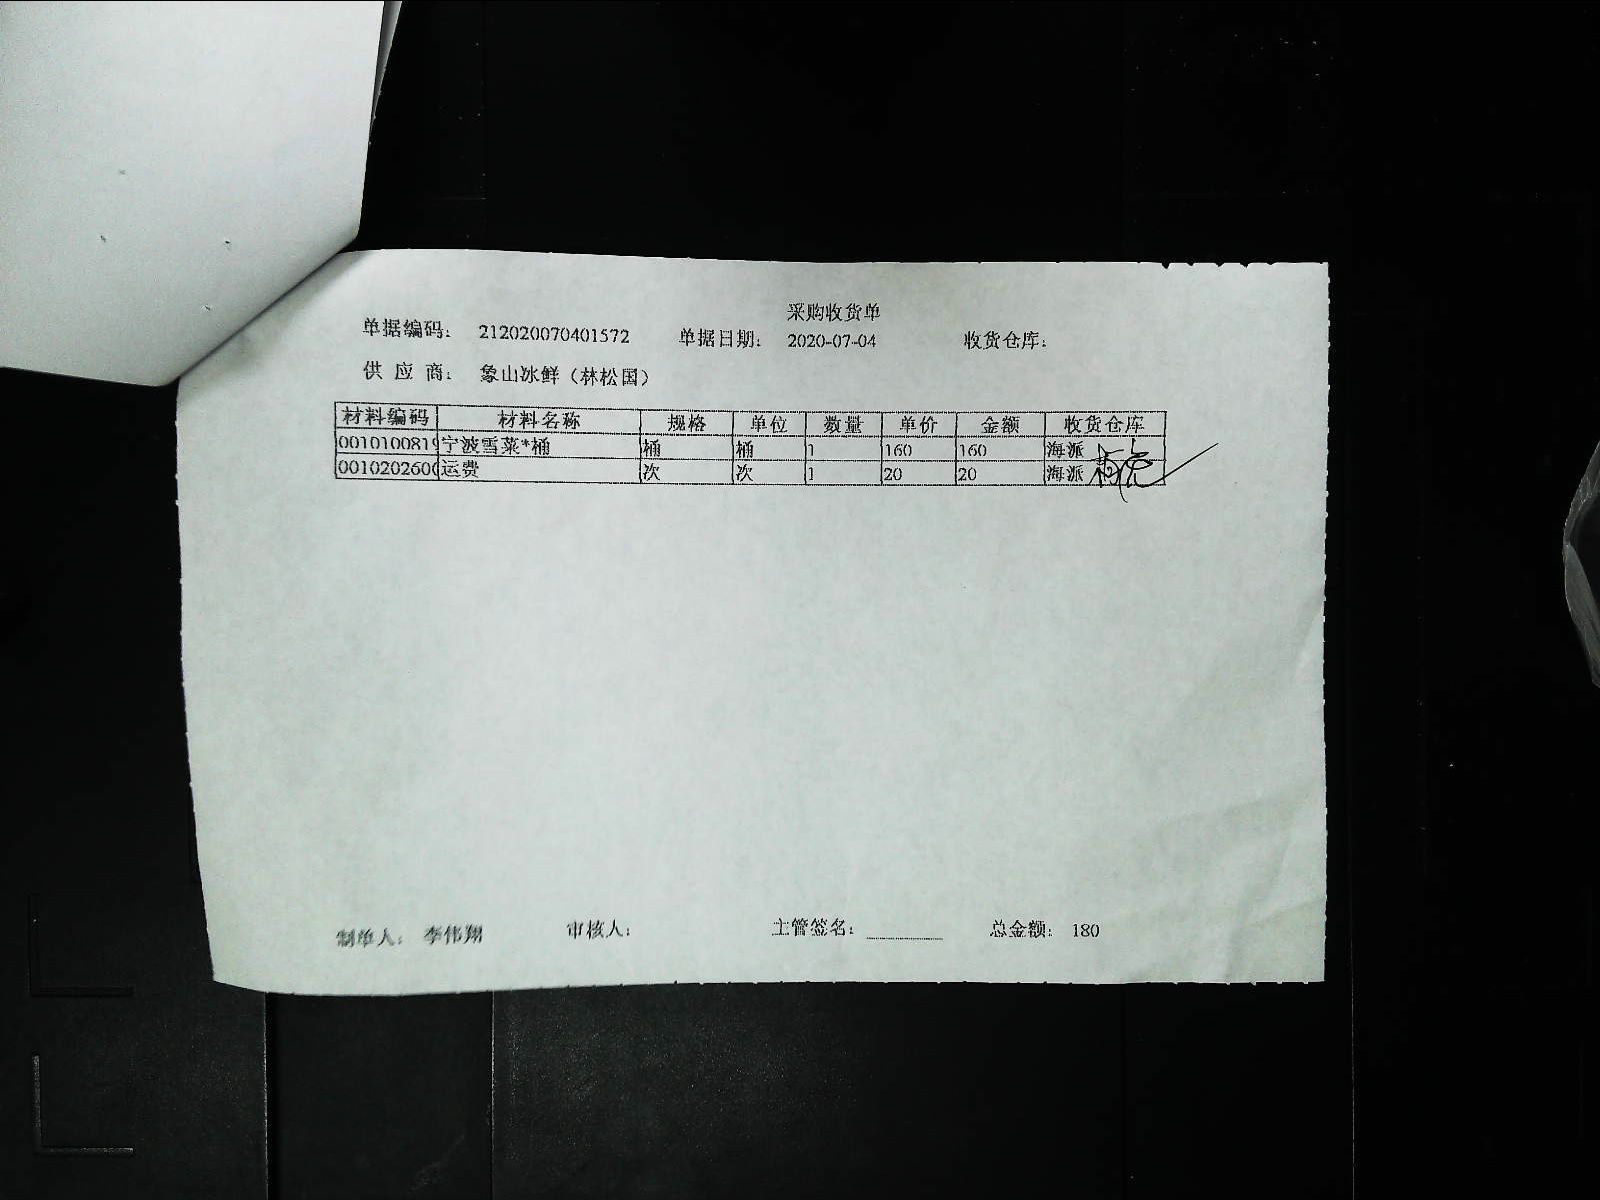 采购收货单
单据编码： 212020070401572 单据日期： 2020-07-04 收货仓库：
供 应 商： 象山冰鲜（林松国）
材料编码 材料名称 规格 单位 数量 单价 金额 收货仓库
0010100819 宁波雪菜*桶 桶 桶 1 160 160 海派
001020260 运费 次 次 1 20 20 海派
制单人： 李伟翔 审核人： 主管签名： 总金额： 180